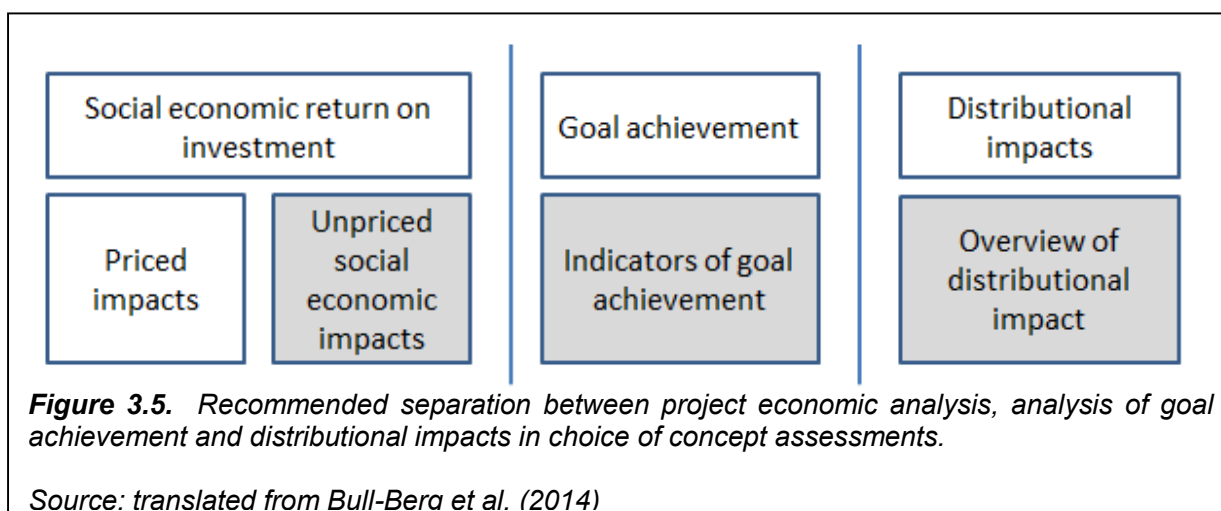 Social economic return on
investment
Goal achievement
Distributional
impacts
Priced
impacts
Unpriced
social
economic
impacts
Indicators of goal
achievement
Overview of
distributional
impact
Figure 3.5. Recommended separation between project economic analysis, analysis of goal
achievement and distributional impacts in choice of concept assessments.
Source: translated from Bull-Berg et al. (2014)